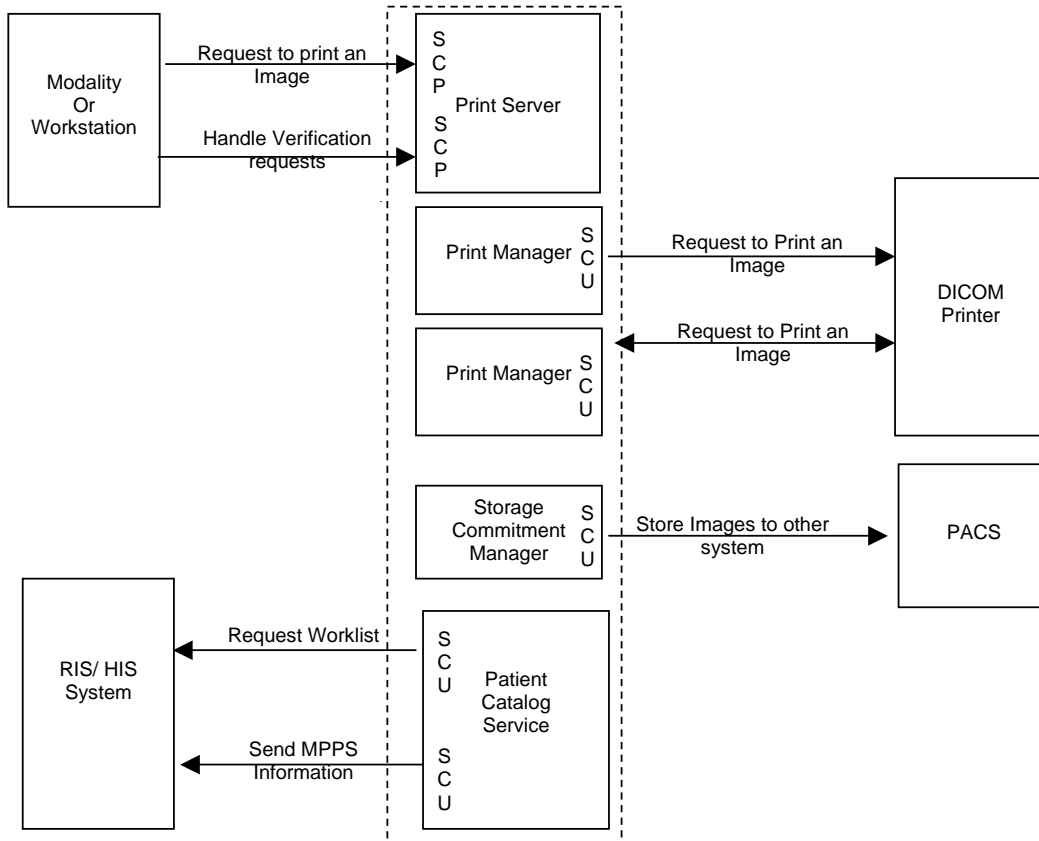 Modality
Or
Workstation
Request to print an
Image
Handle Verification
requests
S
C
P
S
C
P
Print Server
Print Manager
S
C
U
Request to Print an
Image
DICOM
Printer
Print Manager
S
C
U
Request to Print an
Image
Storage
Commitment
Manager
S
C
U
Store Images to other
system
PACS
RIS/ HIS
System
Request Worklist
Send MPPS
Information
S
C
U
S
C
U
Patient
Catalog
Service